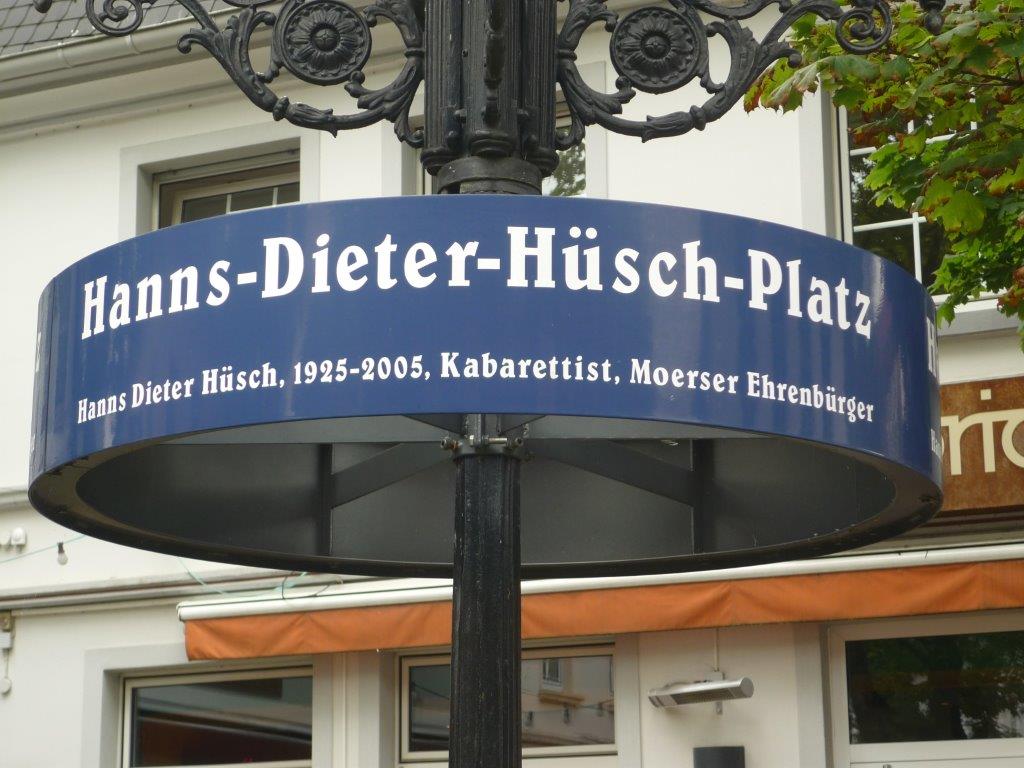 Hanns-Dieter-Hüsch-Platz
Hanns Dieter Hüsch, 1925-2005, Kabarettist, Moerser Ehrenbürger